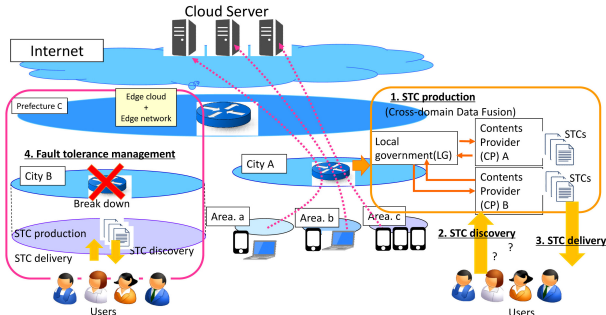 Cloud Server
Internet
Edge cloud
+
Edge network
Prefecture C
1. STC production
(Cross-domain Data Fusion)
Local
government(LG)
Contents
Provider
(CP) A
STCs
Contents
Provider
(CP) B
STCs
4. Fault tolerance management
City B
Break down
City A
STC production
STC delivery
STC discovery
Area. a
Area. b
Area. c
2. STC discovery
?
?
3. STC delivery
Users
Users